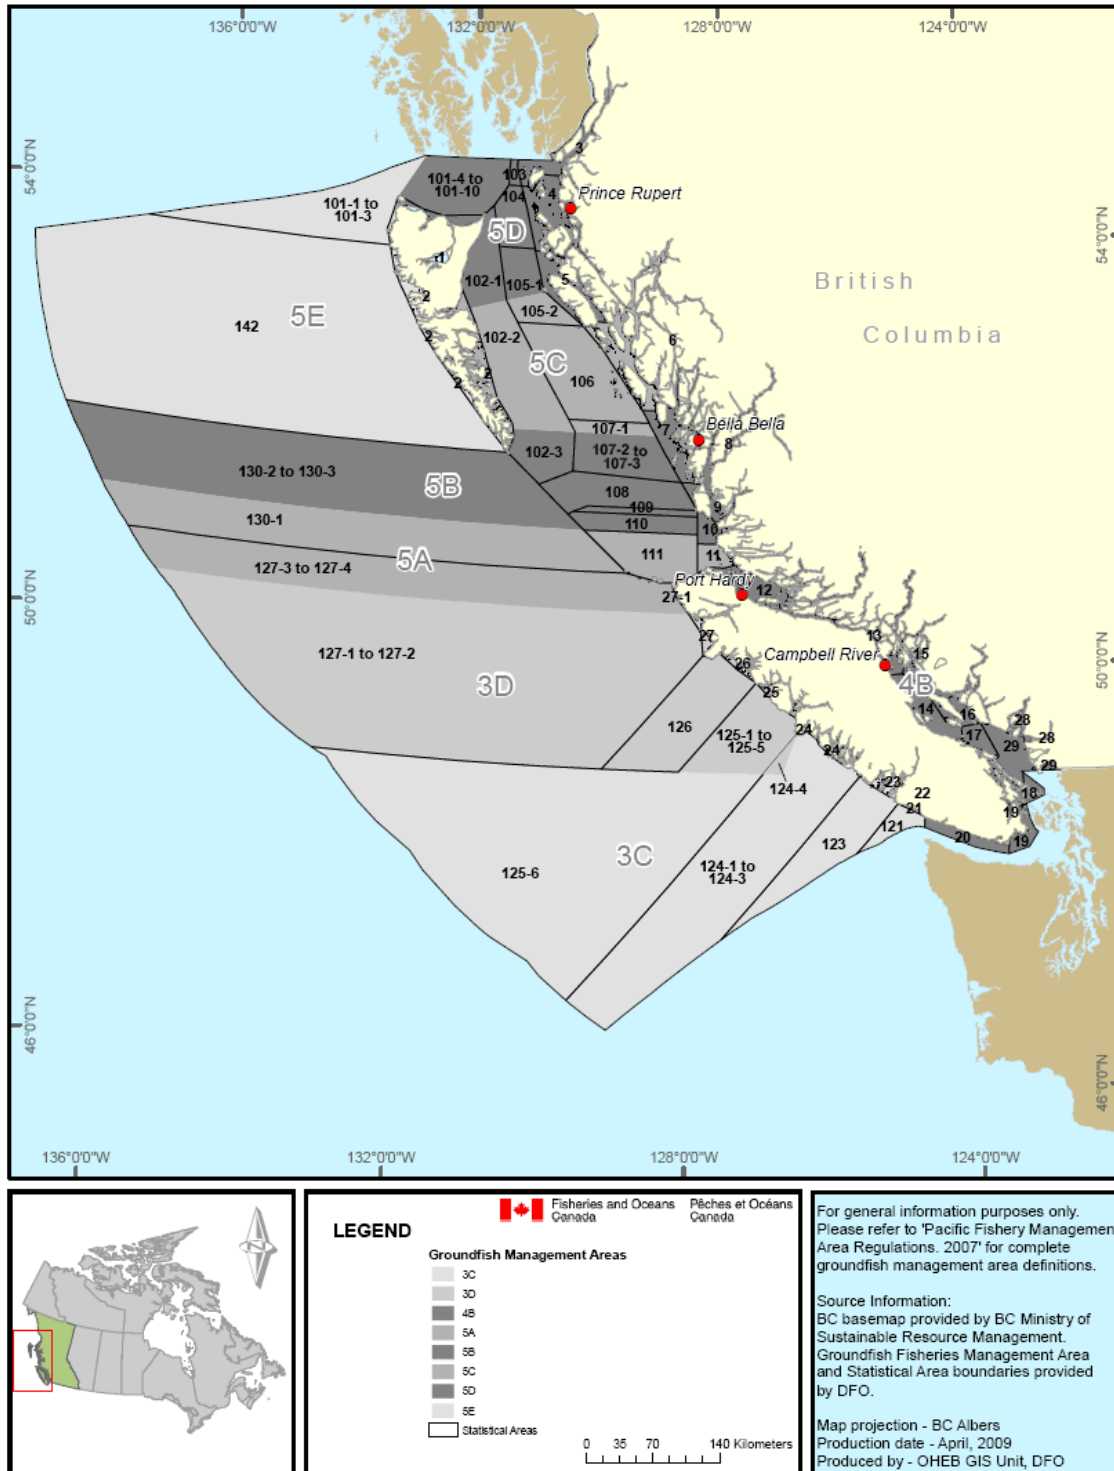 136°0'0"W
132°0'0"W
128°0'0"W
124°0'0"W
54°0'0"N
54°0'0"N
50°0'0"N
50°0'0"N
46°0'0"N
46°0'0"N
3
101-4 to
101-10
103
104
4
Prince Rupert
101-1 to
101-3
5D
1
2
102-1
105-1
5
British
Columbia
142
5E
105-2
2
102-2
6
5C
2
2
106
107-1
7
Bella Bella
8
102-3
107-2 to
107-3
130-2 to 130-3
5B
108
109
9
110
10
130-1
5A
111
11
127-3 to 127-4
Port Hardy
12
27-1
127-1 to 127-2
27
13
15
26
Campbell River
3D
25
4B
14
16
28
126
125-1 to
125-5
24
17
28
24
29
29
124-4
23
22
18
21
19
121
20
19
123
3C
125-6
124-1 to
124-3
136°0'0"W
132°0'0"W
128°0'0"W
124°0'0"W
Fisheries and Oceans
Canada
Pêches et Océans
Canada
LEGEND
Groundfish Management Areas
3C
3D
4B
5A
5B
5C
5D
5E
Statistical Areas
0 35 70 140 Kilometers
For general information purposes only.
Please refer to 'Pacific Fishery Managemen
Area Regulations. 2007' for complete
groundfish management area definitions.
Source Information:
BC basemap provided by BC Ministry of
Sustainable Resource Management.
Groundfish Fisheries Management Area
and Statistical Area boundaries provided
by DFO.
Map projection - BC Albers
Production date - April, 2009
Produced by - OHEB GIS Unit, DFO